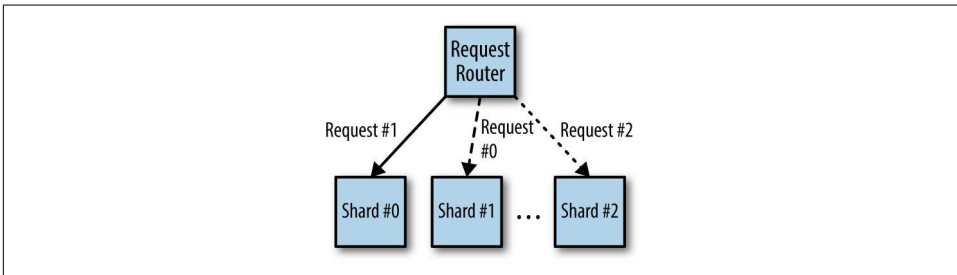 Request
Router
Request #1
Request
#0
Request #2
Shard #0
Shard #1
...
Shard #2